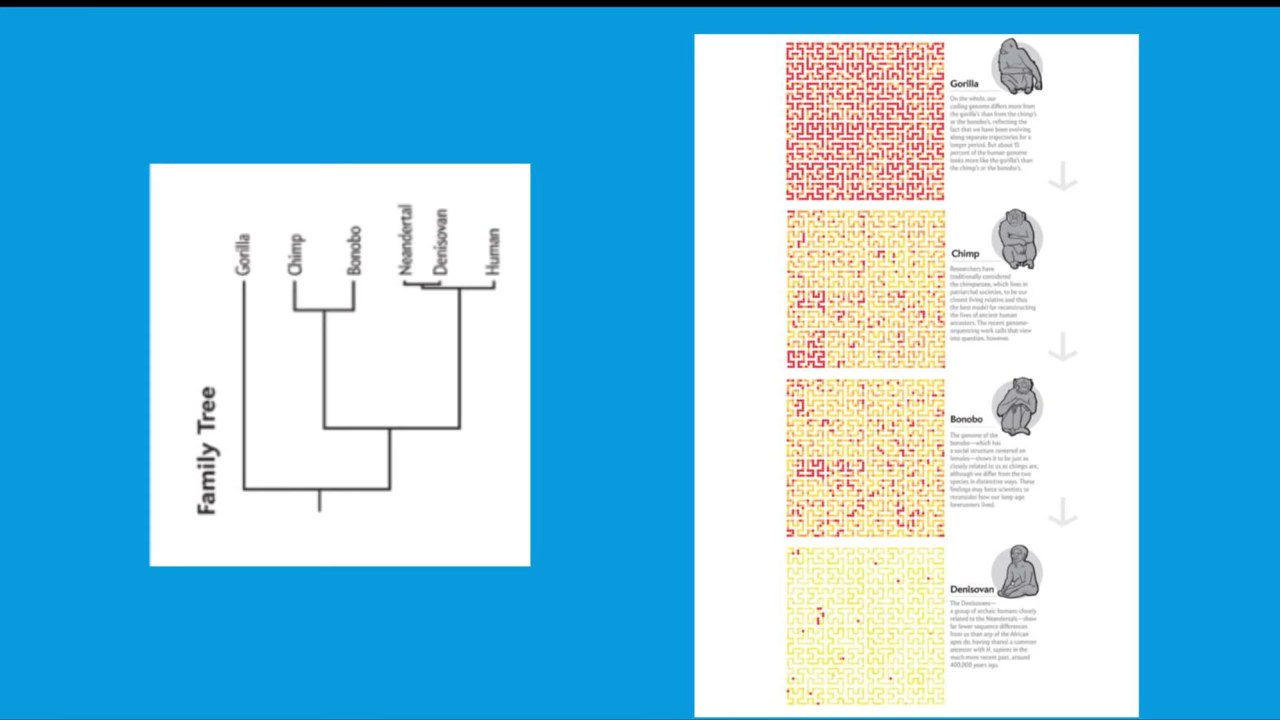 Family Tree
Gorilla
Chimp
Bonobo
Neandertal
Denisovan
Human
Gorilla
On the whole, our
coding genome differs more from
the gorilla's than from the chimp's
or the bonobo's, reflecting the
fact that we have been evolving
along separate trajectories for a
longer period. But about 15
percent of the human genome
looks more like the gorilla's than
the chimp's or the bonobo's.
Chimp
Researchers have
traditionally considered
the chimpanzee, which lives in
patriarchal societies, to be our
closest living relative and thus
the best model for reconstructing
the lives of ancient human
ancestors. The recent genome-
sequencing work calls that view
into question, however.
Bonobo
The genome of the
bonobo—which has
a social structure centered on
females—shows it to be just as
closely related to us as chimps are,
although we differ from the two
species in distinctive ways. These
findings may force scientists to
reconsider how our long-ago
forerunners lived.
Denisovan
The Denisovans—
a group of archaic humans closely
related to the Neandertals—show
far fewer sequence differences
from us than any of the African
apes do, having shared a common
ancestor with H. sapiens in the
much more recent past, around
400,000 years ago.